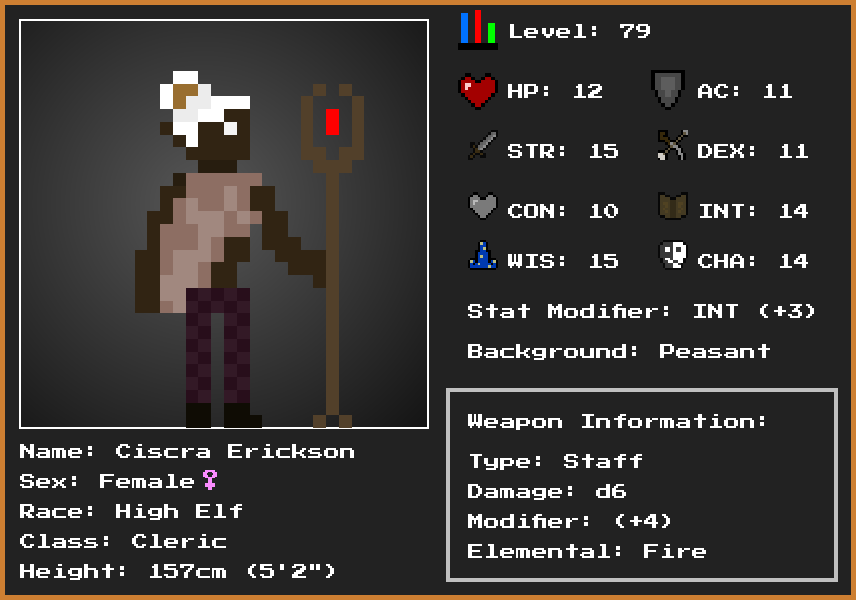 Level: 79
HP: 12
AC: 11
STR: 15
DEX: 11
CON: 10
INT: 14
WIS: 15
CHA: 14
Stat Modifier: INT (+3)
Background: Peasant
Weapon Information:
Type: Staff
Damage: d6
Modifier: (+4)
Elemental: Fire
Name: Ciscra Erickson
Sex: Female♀
Race: High Elf
Class: Cleric
Height: 157cm (5'2")